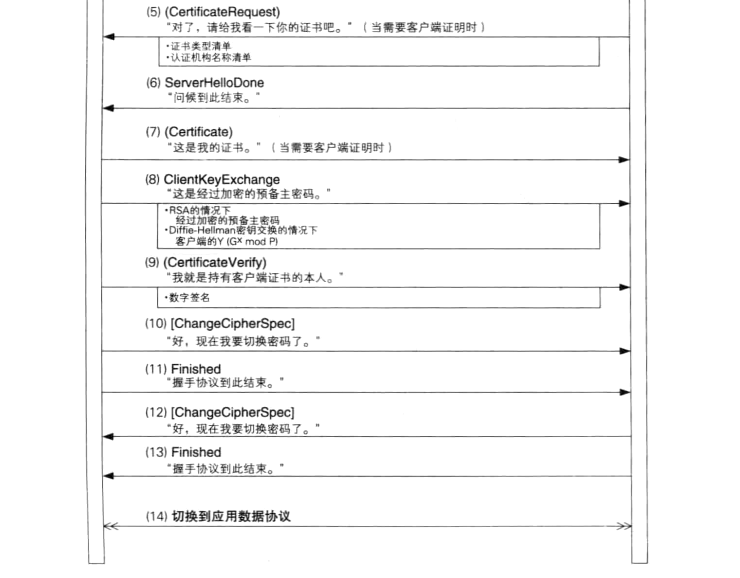 (5) (CertificateRequest)
“对了，请给我看一下你的证书吧。”（当需要客户端证明时）
·证书类型清单
·认证机构名称清单
(6) ServerHelloDone
“问候到此结束。”
(7) (Certificate)
“这是我的证书。”（当需要客户端证明时）
(8) ClientKeyExchange
“这是经过加密的预备主密码。”
·RSA的情况下
经过加密的预备主密码
·Diffie-Hellman密钥交换的情况下
客户端的Y (Gˣ mod P)
(9) (CertificateVerify)
“我就是持有客户端证书的本人。”
·数字签名
(10) [ChangeCipherSpec]
“好，现在我要切换密码了。”
(11) Finished
“握手协议到此结束。”
(12) [ChangeCipherSpec]
“好，现在我要切换密码了。”
(13) Finished
“握手协议到此结束。”
(14) 切换到应用数据协议